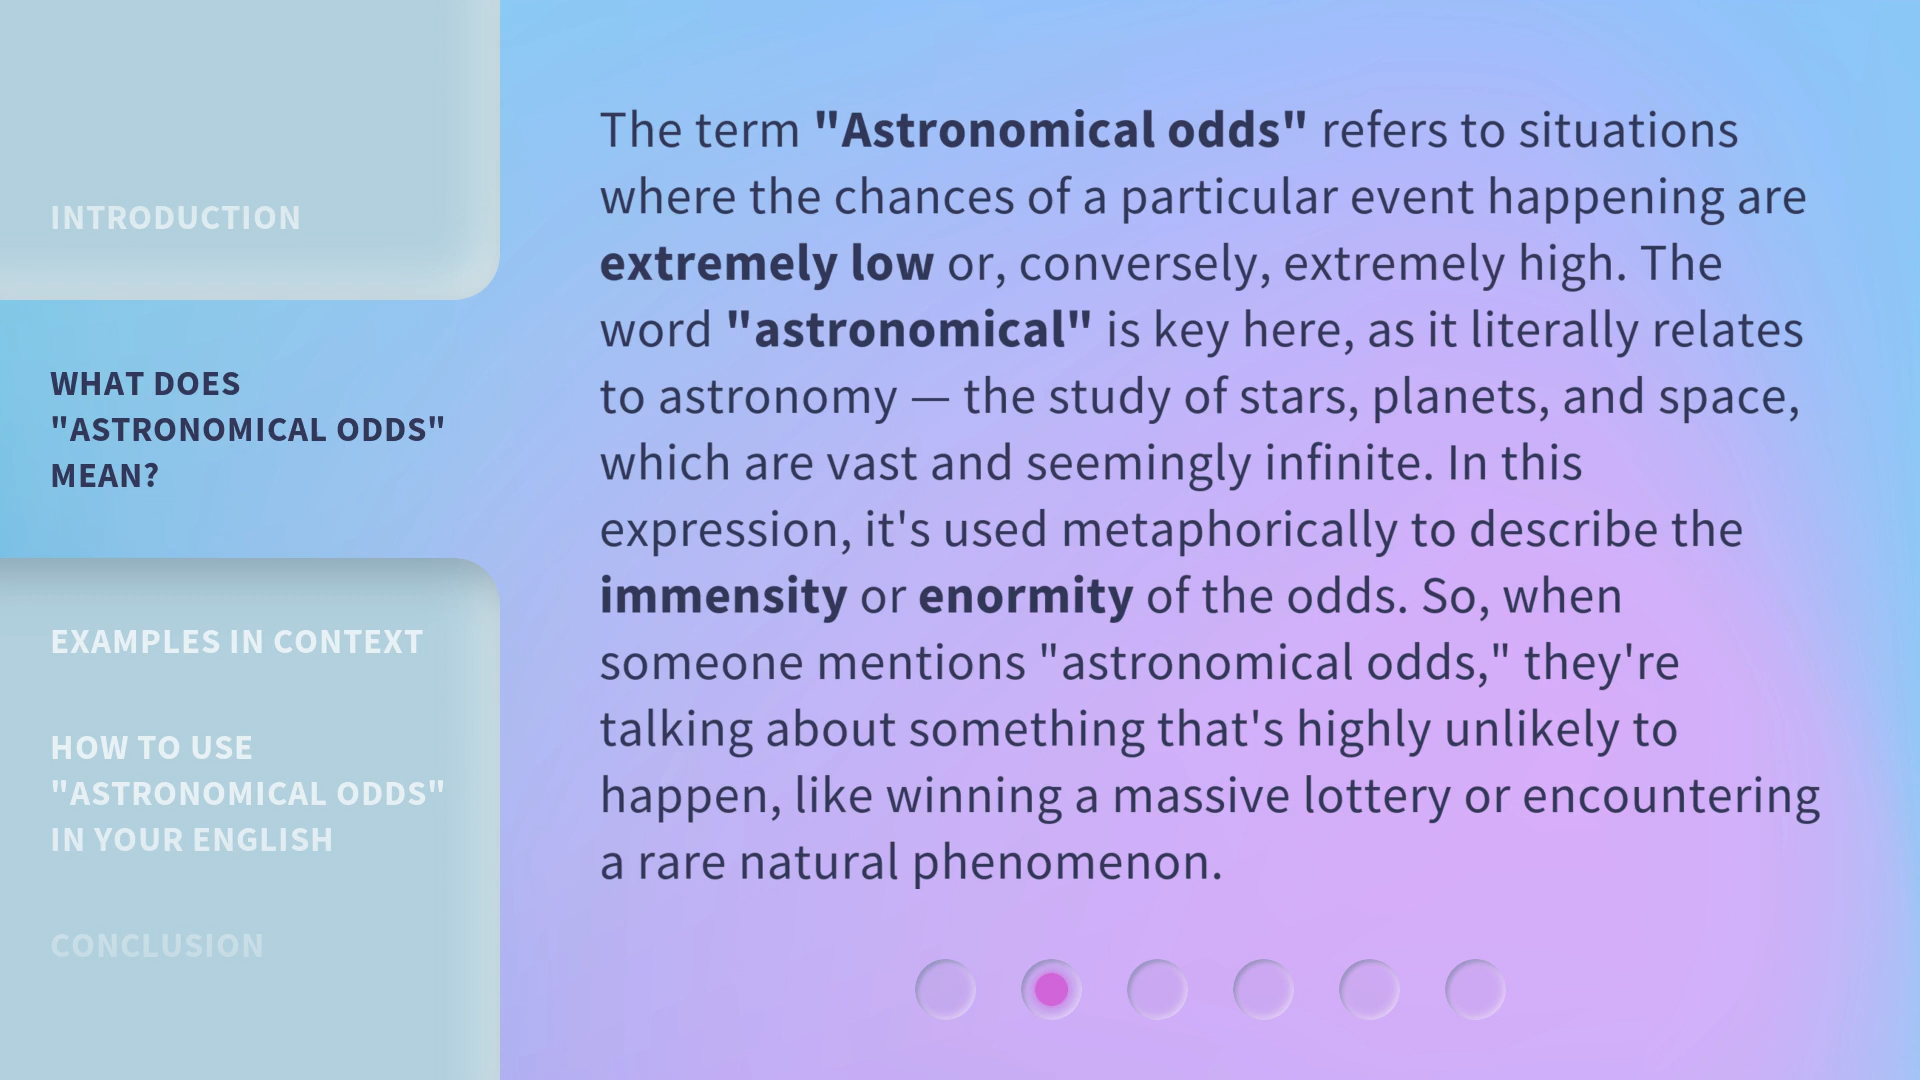 INTRODUCTION
WHAT DOES
"ASTRONOMICAL ODDS"
MEAN?
EXAMPLES IN CONTEXT
HOW TO USE
"ASTRONOMICAL ODDS"
IN YOUR ENGLISH
CONCLUSION
The term "Astronomical odds" refers to situations
where the chances of a particular event happening are
extremely low or, conversely, extremely high. The
word "astronomical" is key here, as it literally relates
to astronomy — the study of stars, planets, and space,
which are vast and seemingly infinite. In this
expression, it's used metaphorically to describe the
immensity or enormity of the odds. So, when
someone mentions "astronomical odds," they're
talking about something that's highly unlikely to
happen, like winning a massive lottery or encountering
a rare natural phenomenon.